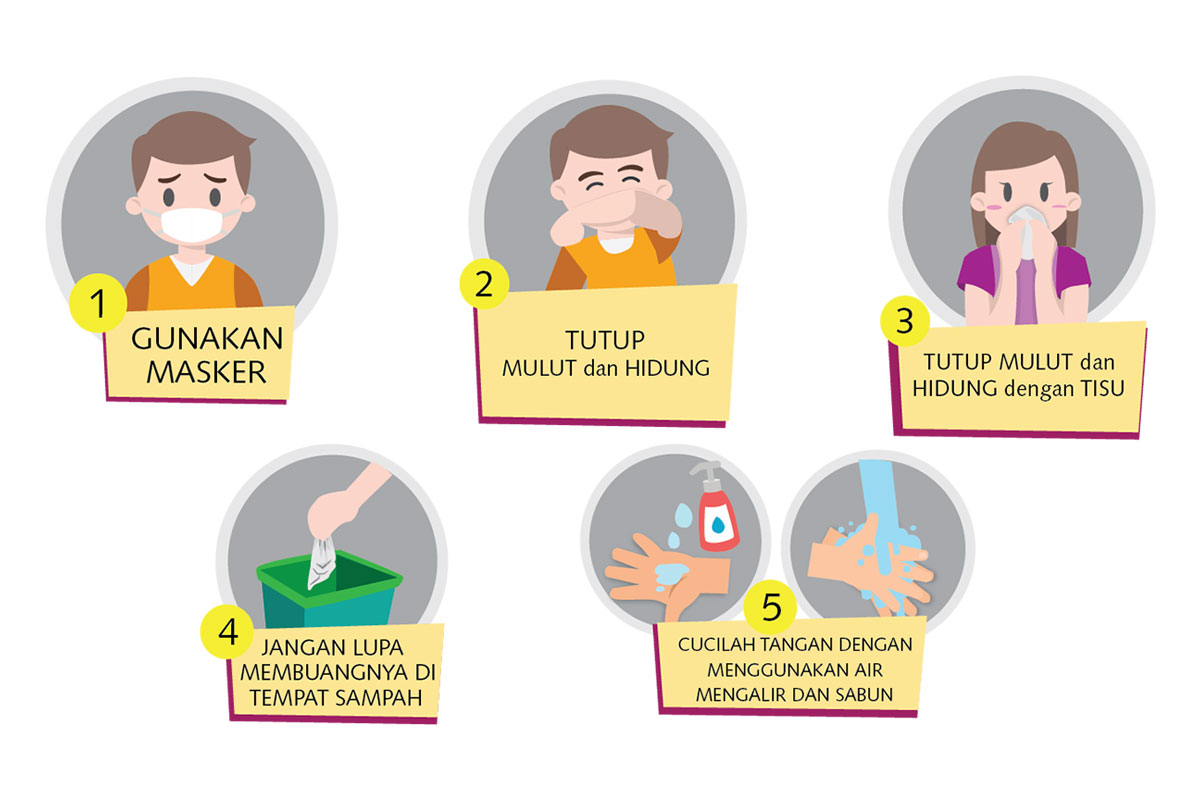 1
GUNAKAN
MASKER
2
TUTUP
MULUT dan HIDUNG
3
TUTUP MULUT dan
HIDUNG dengan TISU
4
JANGAN LUPA
MEMBUANGNYA DI
TEMPAT SAMPAH
5
CUCILAH TANGAN DENGAN
MENGGUNAKAN AIR
MENGALIR DAN SABUN